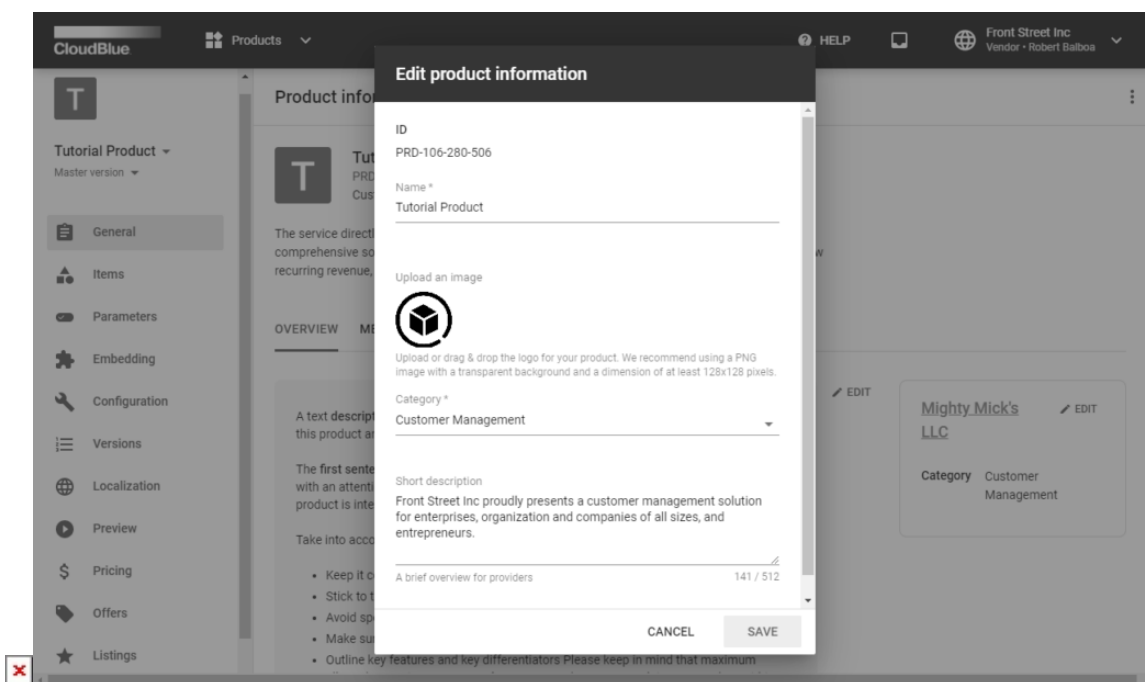 CloudBlue
Products
HELP
Front Street Inc
Vendor • Robert Balboa
T
Tutorial Product
Master version
General
Items
Parameters
Embedding
Configuration
Versions
Localization
Preview
Pricing
Offers
Listings
Product infor
T
Tut
PRD
Cus
The service directl
comprehensive so
w
recurring revenue,
OVERVIEW ME
EDIT
A text descript
this product an
The first sente
with an attenti
product is inte
Take into acco
• Keep it c
• Stick to t
• Avoid sp
• Make sur
• Outline key features and key differentiators Please keep in mind that maximum
Mighty Mick's
LLC
EDIT
Category Customer
Management
Edit product information
ID
PRD-106-280-506
Name *
Tutorial Product
Upload an image
Upload or drag & drop the logo for your product. We recommend using a PNG
image with a transparent background and a dimension of at least 128x128 pixels.
Category *
Customer Management
Short description
Front Street Inc proudly presents a customer management solution
for enterprises, organization and companies of all sizes, and
entrepreneurs.
A brief overview for providers 141 / 512
CANCEL SAVE